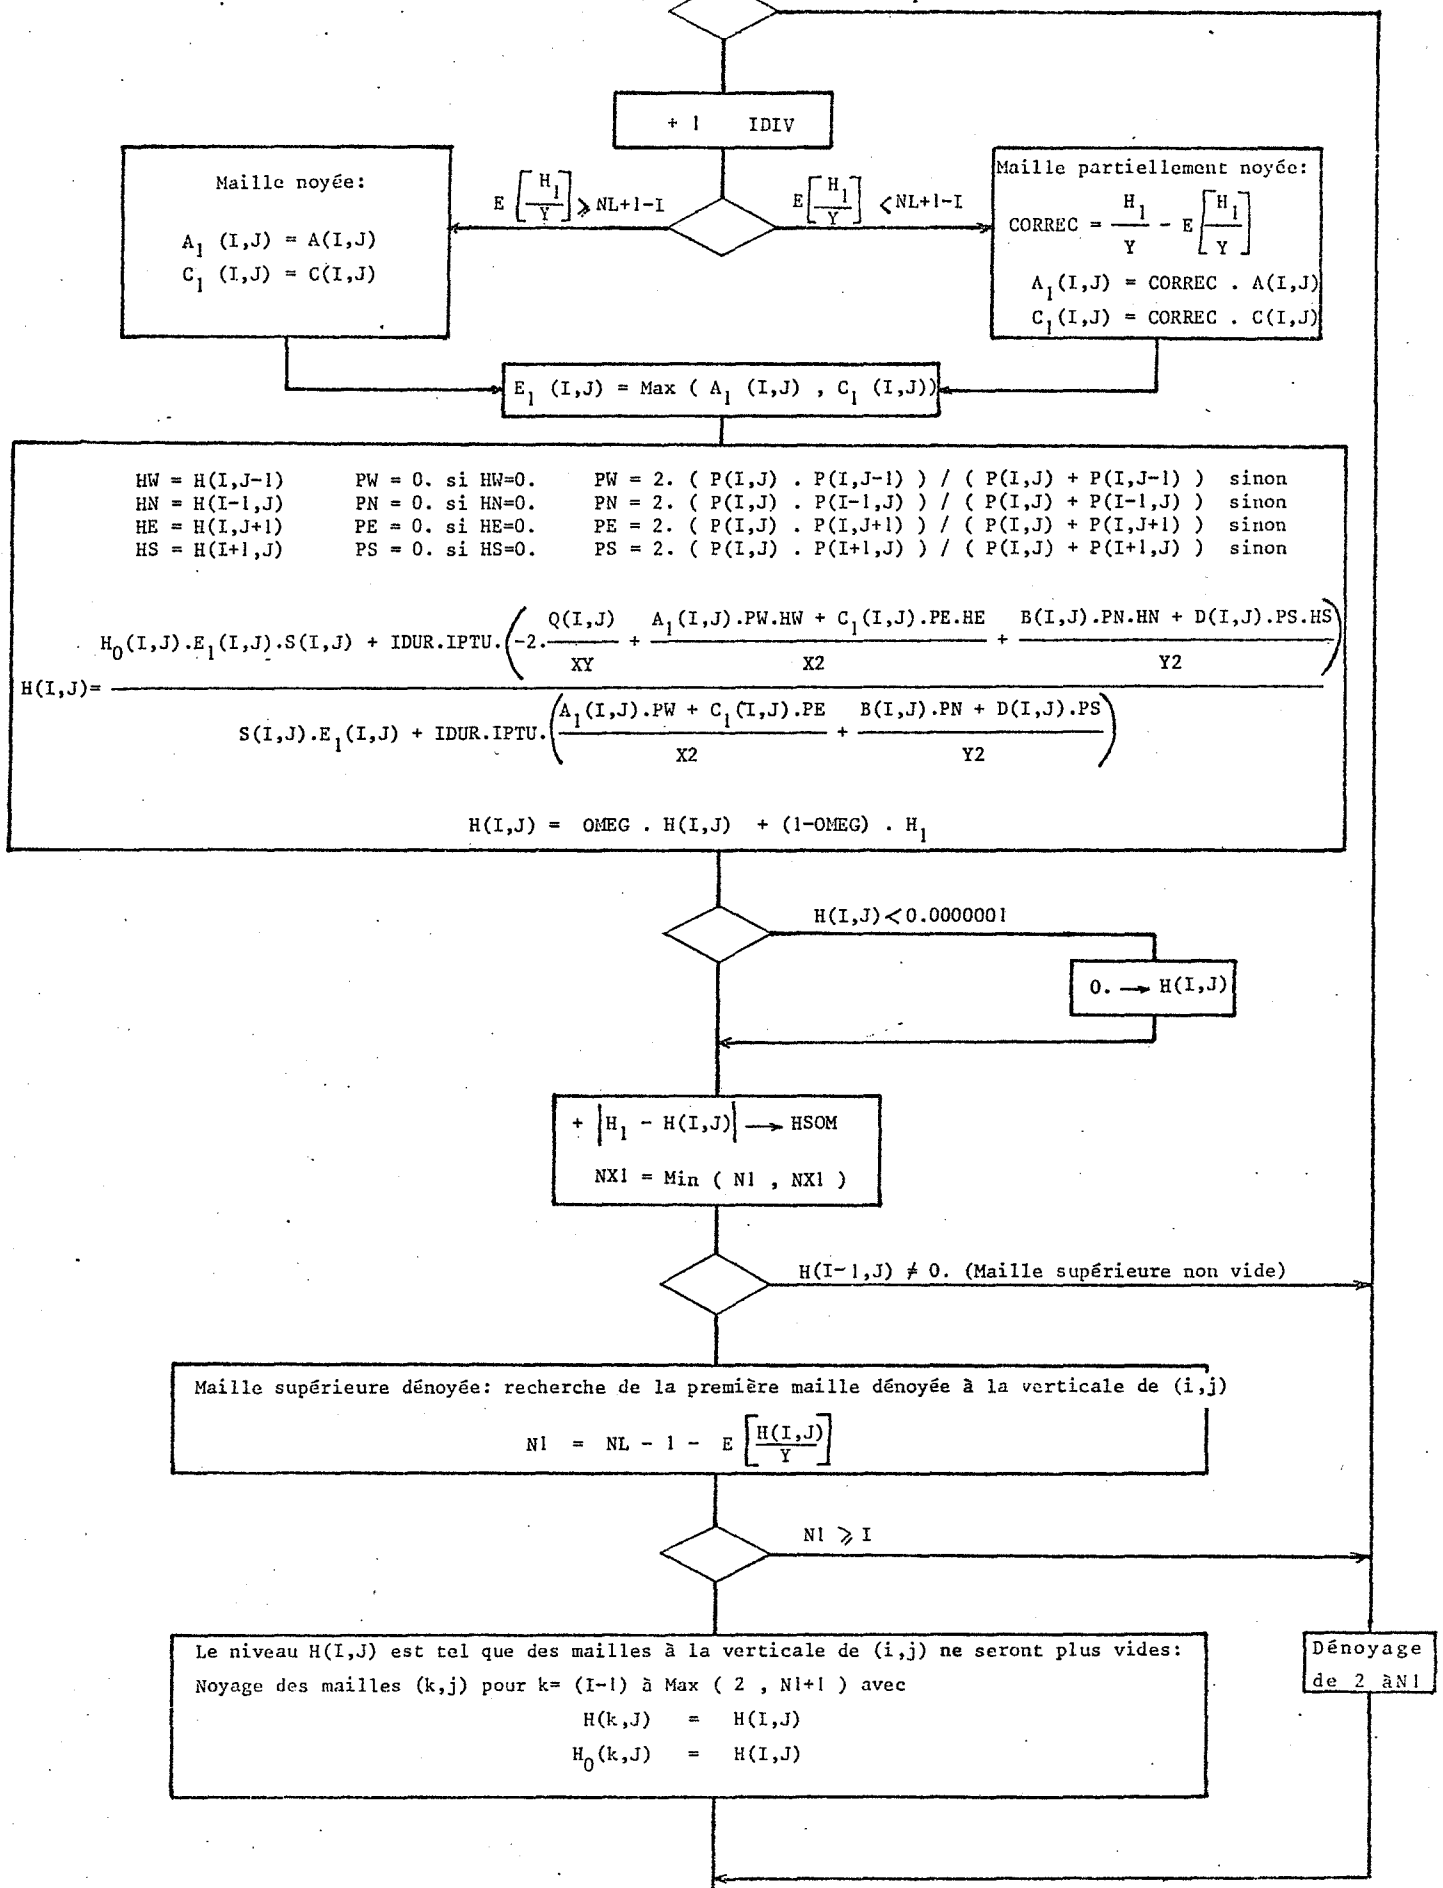 + 1 IDIV
Maille noyée:
A₁ (I,J) = A(I,J)
C₁ (I,J) = C(I,J)
E [H₁/Y] ⩾ NL+1-I
E [H₁/Y] < NL+1-I
Maille partiellement noyée:
CORREC = H₁/Y - E [H₁/Y]
A₁(I,J) = CORREC . A(I,J)
C₁(I,J) = CORREC . C(I,J)
E₁ (I,J) = Max ( A₁ (I,J) , C₁ (I,J))
HW = H(I,J-1) PW = 0. si HW=0. PW = 2. ( P(I,J) . P(I,J-1) ) / ( P(I,J) + P(I,J-1) ) sinon
HN = H(I-1,J) PN = 0. si HN=0. PN = 2. ( P(I,J) . P(I-1,J) ) / ( P(I,J) + P(I-1,J) ) sinon
HE = H(I,J+1) PE = 0. si HE=0. PE = 2. ( P(I,J) . P(I,J+1) ) / ( P(I,J) + P(I,J+1) ) sinon
HS = H(I+1,J) PS = 0. si HS=0. PS = 2. ( P(I,J) . P(I+1,J) ) / ( P(I,J) + P(I+1,J) ) sinon
H₀(I,J).E₁(I,J).S(I,J) + IDUR.IPTU.(-2. Q(I,J)/XY + A₁(I,J).PW.HW + C₁(I,J).PE.HE/X2 + B(I,J).PN.HN + D(I,J).PS.HS/Y2)
H(I,J)=
S(I,J).E₁(I,J) + IDUR.IPTU.(A₁(I,J).PW + C₁(I,J).PE/X2 + B(I,J).PN + D(I,J).PS/Y2)
H(I,J) = OMEG . H(I,J) + (1-OMEG) . H₁
H(I,J)<0.0000001
0. → H(I,J)
+ |H₁ - H(I,J)| → HSOM
NX1 = Min ( N1 , NX1 )
H(I-1,J) ≠ 0. (Maille supérieure non vide)
Maille supérieure dénoyée: recherche de la première maille dénoyée à la verticale de (i,j)
N1 = NL - 1 - E [H(I,J)/Y]
N1 ⩾ I
Le niveau H(I,J) est tel que des mailles à la verticale de (i,j) ne seront plus vides:
Noyage des mailles (k,j) pour k= (I-1) à Max ( 2 , N1+1 ) avec
H(k,J) = H(I,J)
H₀(k,J) = H(I,J)
Dénoyage
de 2 à N1